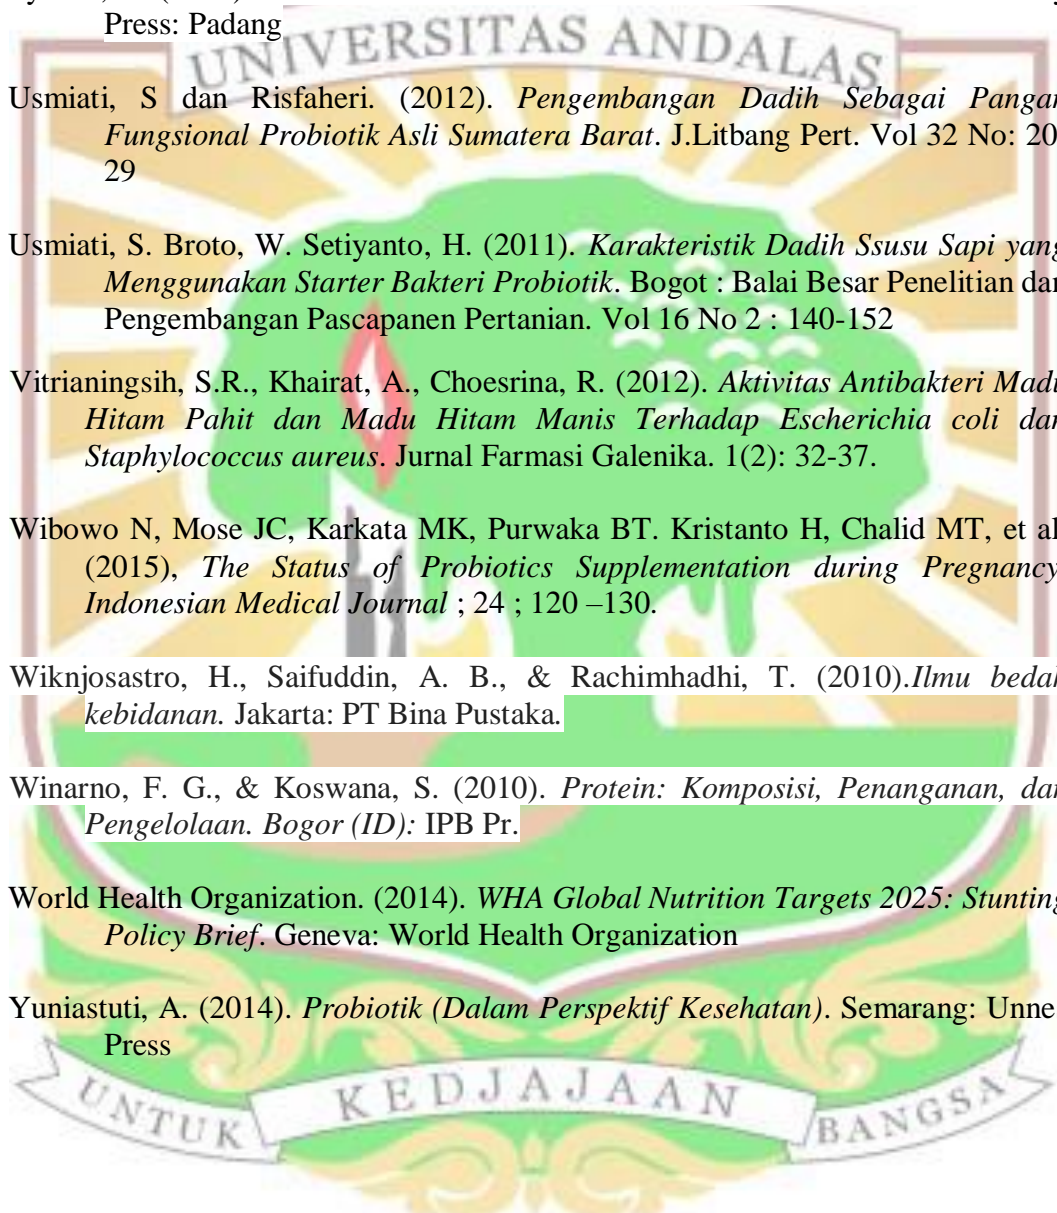 Press: Padang
UNIVERSITAS ANDALAS
Usmiati, S dan Risfaheri. (2012). Pengembangan Dadih Sebagai Pangan
Fungsional Probiotik Asli Sumatera Barat. J.Litbang Pert. Vol 32 No: 20-
29
Usmiati, S. Broto, W. Setiyanto, H. (2011). Karakteristik Dadih Ssusu Sapi yang
Menggunakan Starter Bakteri Probiotik. Bogot : Balai Besar Penelitian dan
Pengembangan Pascapanen Pertanian. Vol 16 No 2 : 140-152
Vitrianingsih, S.R., Khairat, A., Choesrina, R. (2012). Aktivitas Antibakteri Madu
Hitam Pahit dan Madu Hitam Manis Terhadap Escherichia coli dan
Staphylococcus aureus. Jurnal Farmasi Galenika. 1(2): 32-37.
Wibowo N, Mose JC, Karkata MK, Purwaka BT. Kristanto H, Chalid MT, et al
(2015), The Status of Probiotics Supplementation during Pregnancy
Indonesian Medical Journal ; 24 ; 120 –130.
Wiknjosastro, H., Saifuddin, A. B., & Rachimhadhi, T. (2010).Ilmu bedah
kebidanan. Jakarta: PT Bina Pustaka.
Winarno, F. G., & Koswana, S. (2010). Protein: Komposisi, Penanganan, dan
Pengelolaan. Bogor (ID): IPB Pr.
World Health Organization. (2014). WHA Global Nutrition Targets 2025: Stunting
Policy Brief. Geneva: World Health Organization
Yuniastuti, A. (2014). Probiotik (Dalam Perspektif Kesehatan). Semarang: Unne
Press
UNTUK KEDJAJAAN BANGSA